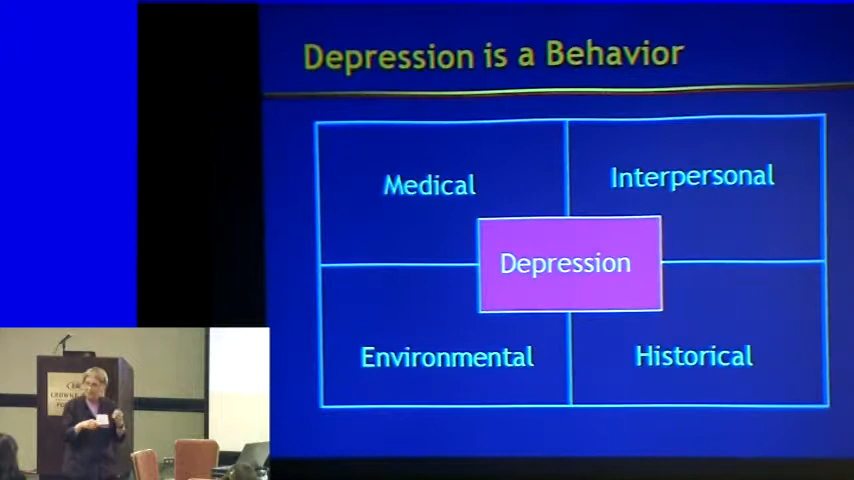 Depression is a Behavior
Medical
Interpersonal
Depression
Environmental
Historical